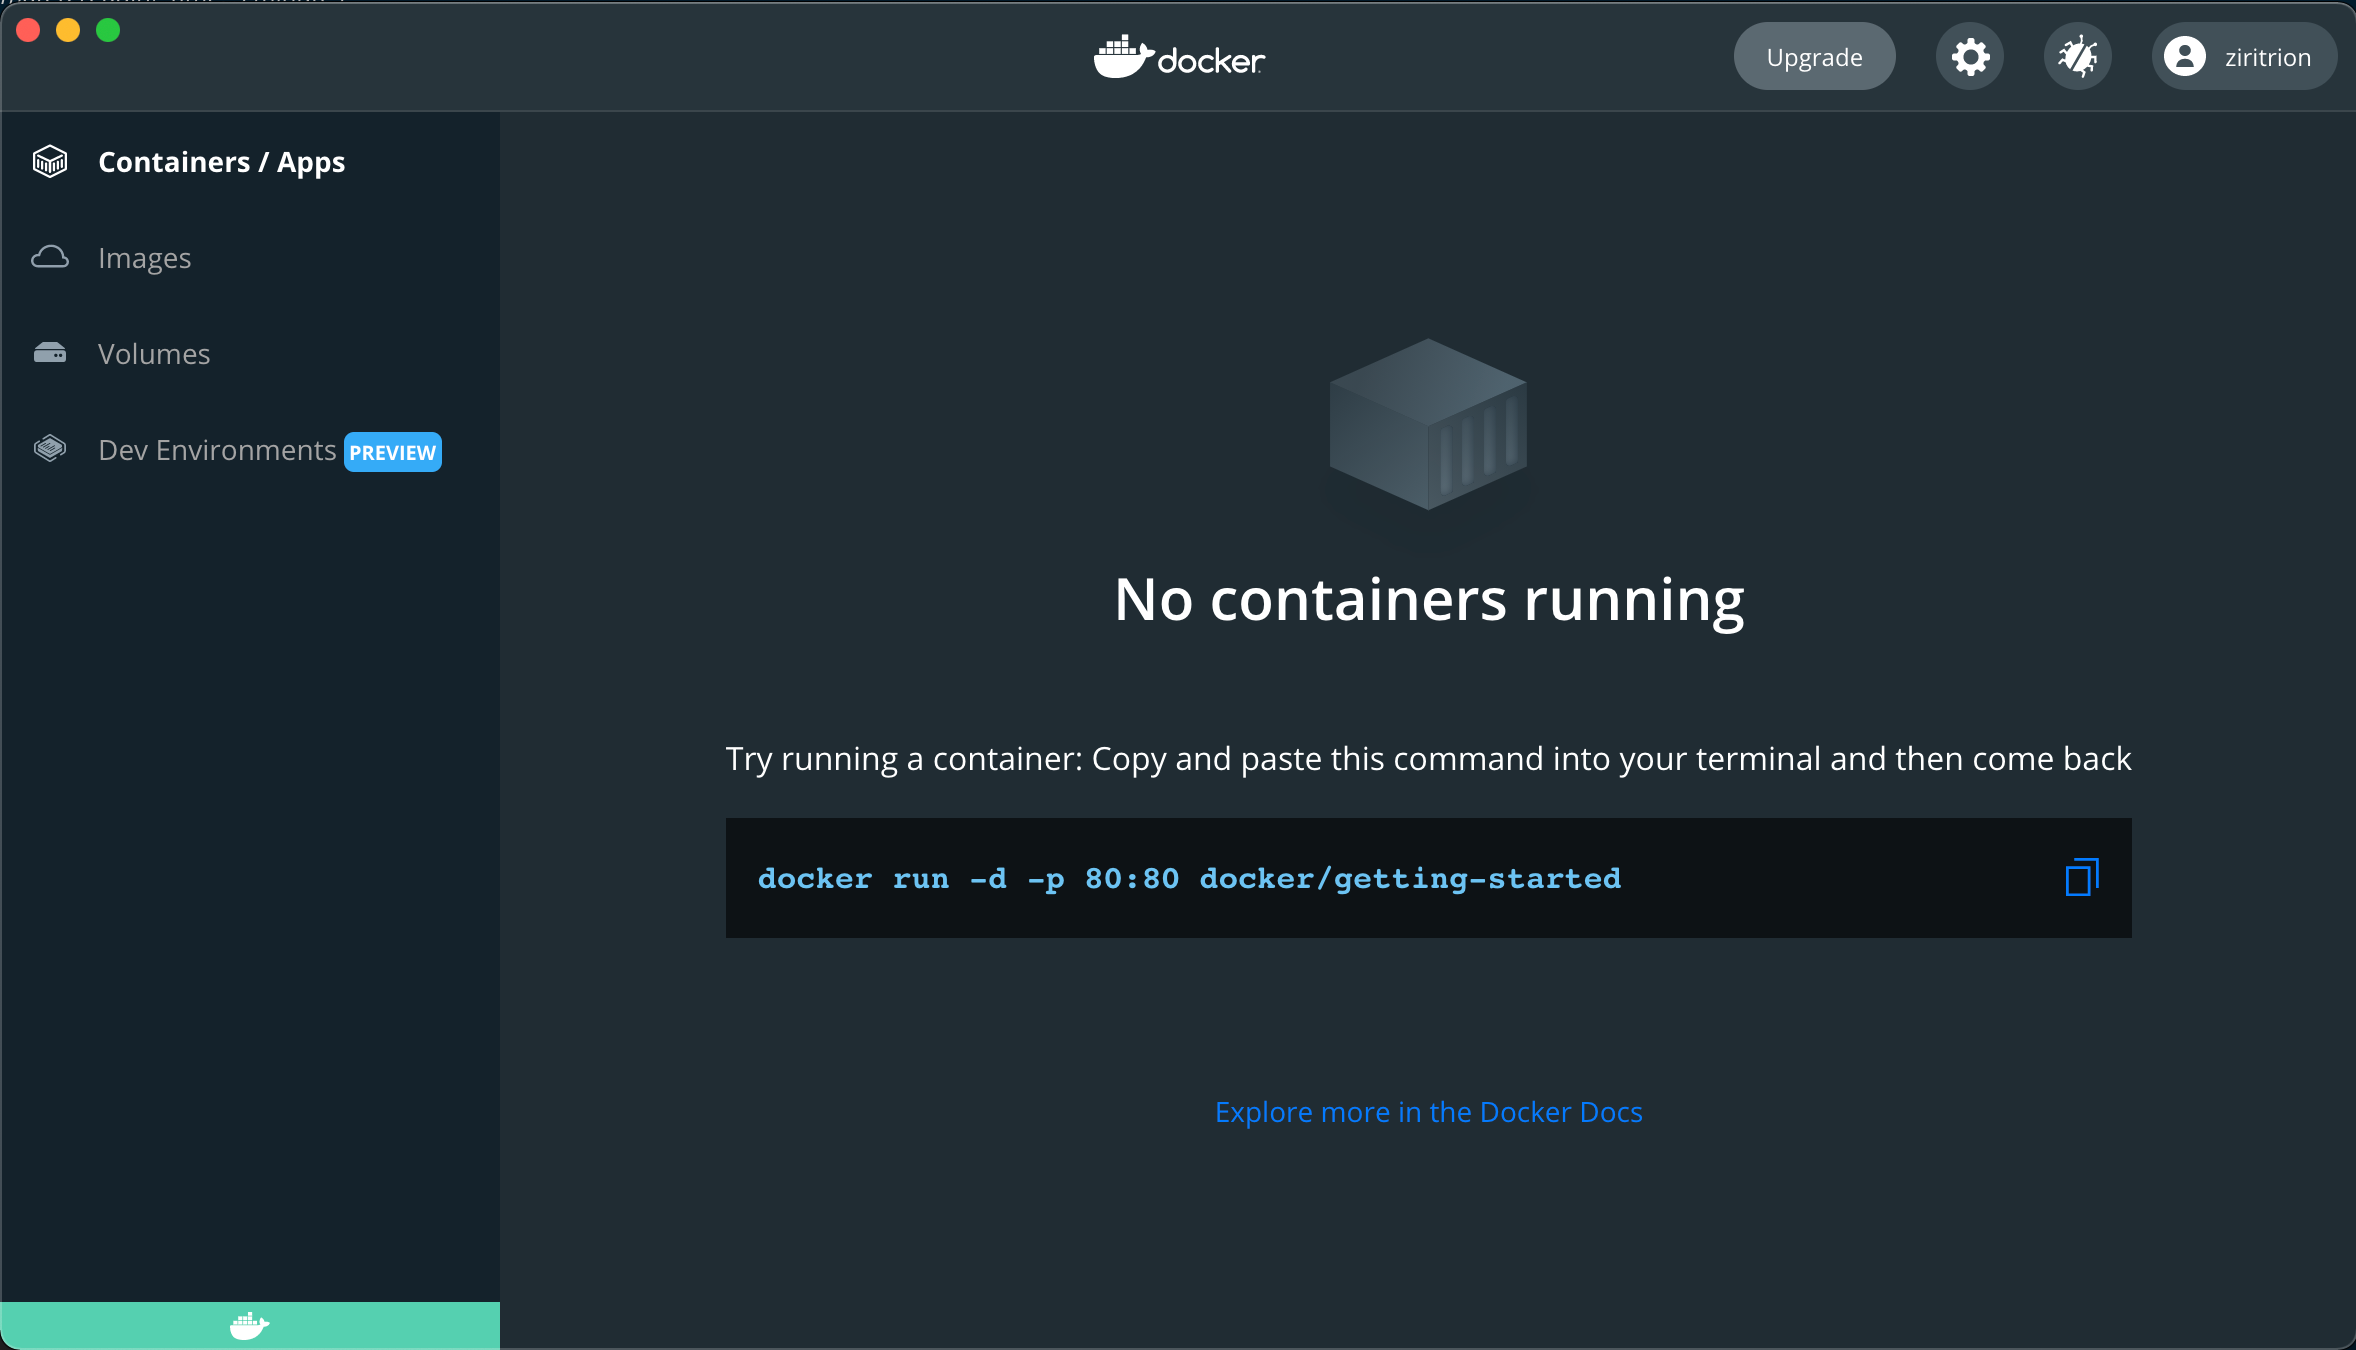 docker
Upgrade
ziritrion
Containers / Apps
Images
Volumes
Dev Environments PREVIEW
No containers running
Try running a container: Copy and paste this command into your terminal and then come back
docker run -d -p 80:80 docker/getting-started
Explore more in the Docker Docs